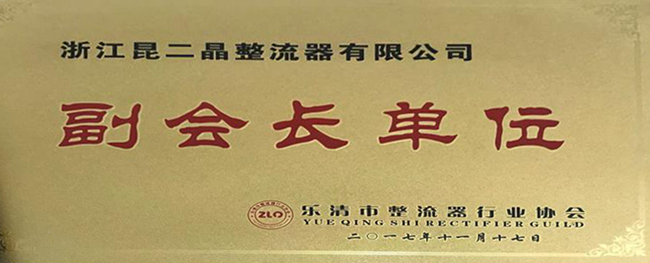 浙江昆二晶整流器有限公司
副会长单位
ZLQ
乐清市整流器行业协会
YUE QING SHI RECTIFIER GUILD
二〇一七年十一月十七日